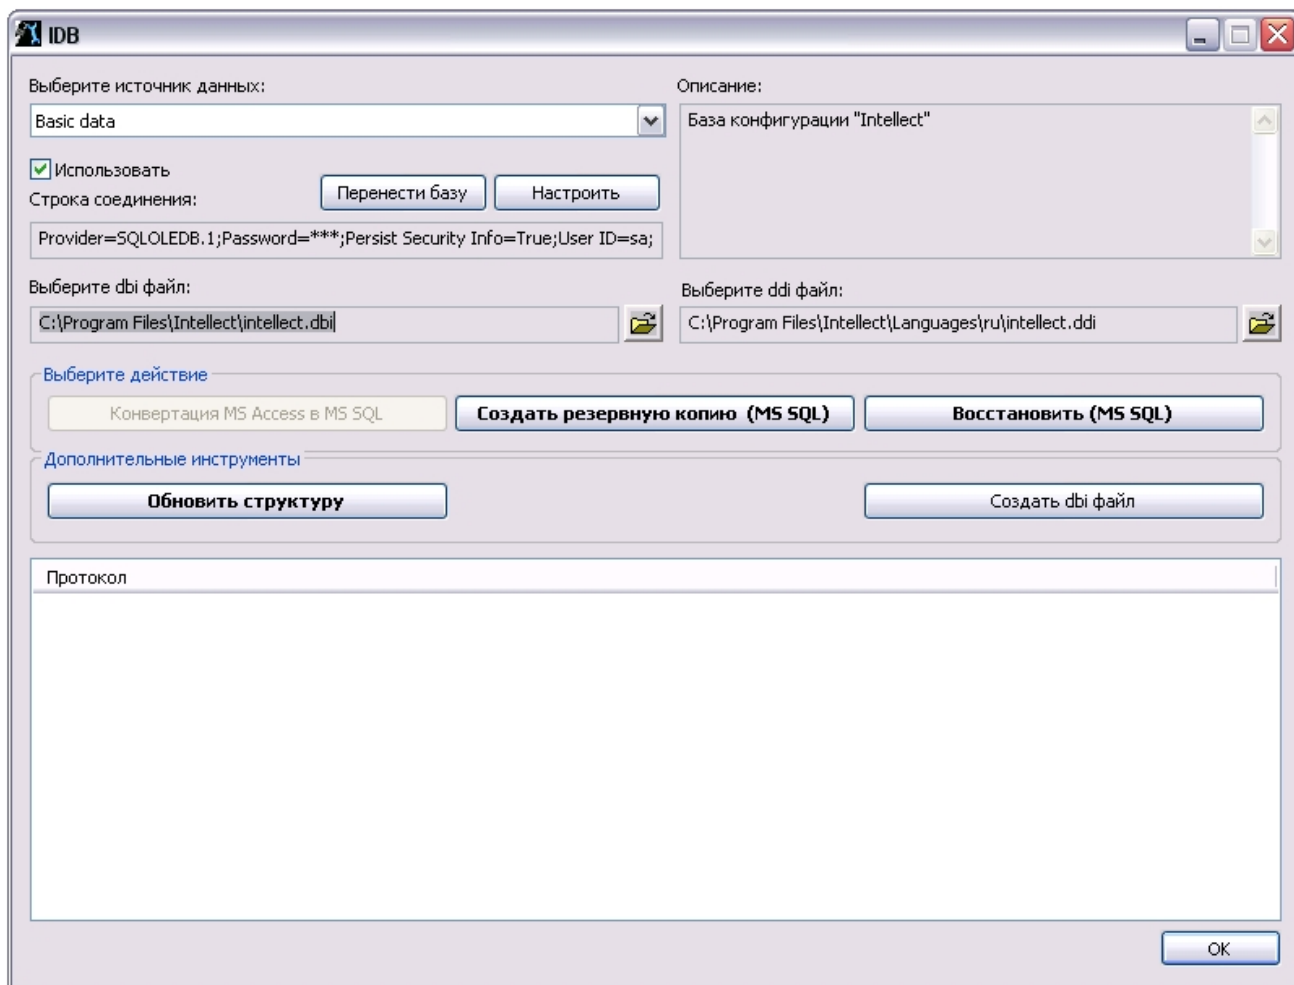 IDB
Выберите источник данных:
Описание:
Basic data
База конфигурации "Intellect"
Использовать
Строка соединения:
Перенести базу
Настроить
Provider=SQLOLEDB.1;Password=***;Persist Security Info=True;User ID=sa;
Выберите dbi файл:
Выберите ddi файл:
C:\Program Files\Intellect\intellect.dbi
C:\Program Files\Intellect\Languages\ru\intellect.ddi
Выберите действие
Конвертация MS Access в MS SQL
Создать резервную копию (MS SQL)
Восстановить (MS SQL)
Дополнительные инструменты
Обновить структуру
Создать dbi файл
Протокол
OK